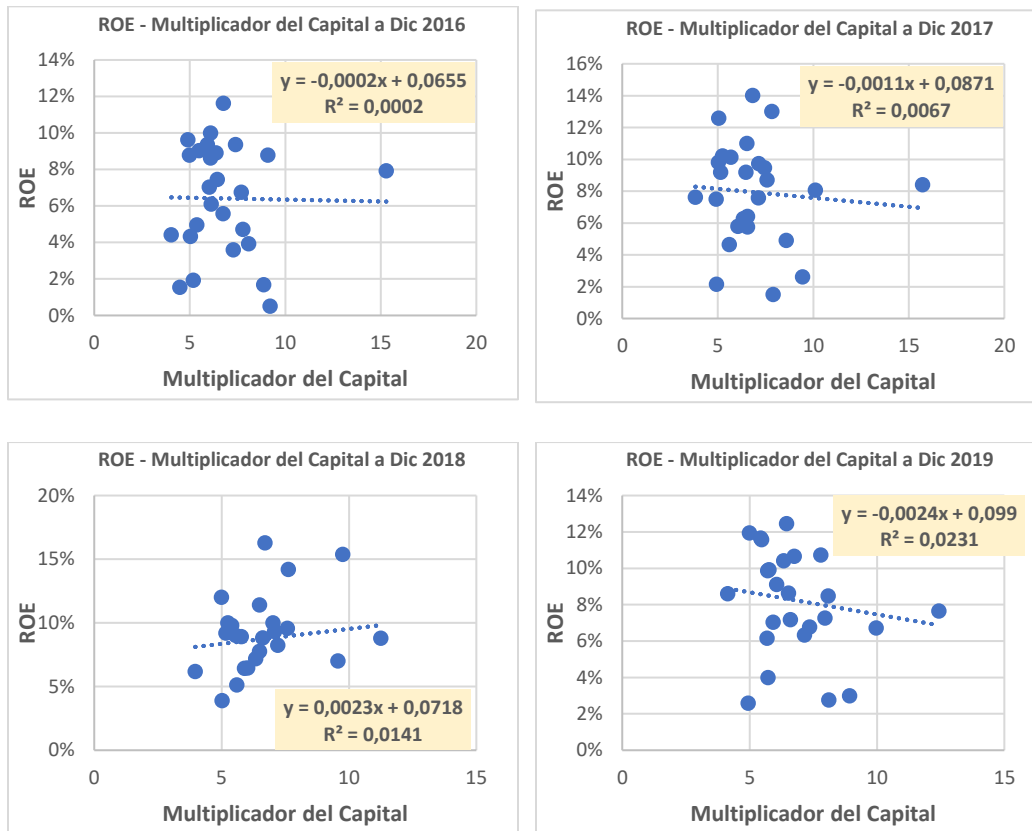 ROE - Multiplicador del Capital a Dic 2016
14%
12%
10%
8%
6%
4%
2%
0%
ROE
y = -0,0002x + 0,0655
R² = 0,0002
0 5 10 15 20
Multiplicador del Capital
ROE - Multiplicador del Capital a Dic 2017
16%
14%
12%
10%
8%
6%
4%
2%
0%
ROE
y = -0,0011x + 0,0871
R² = 0,0067
0 5 10 15 20
Multiplicador del Capital
ROE - Multiplicador del Capital a Dic 2018
20%
15%
10%
5%
0%
ROE
y = 0,0023x + 0,0718
R² = 0,0141
0 5 10 15
Multiplicador del Capital
ROE - Multiplicador del Capital a Dic 2019
14%
12%
10%
8%
6%
4%
2%
0%
ROE
y = -0,0024x + 0,099
R² = 0,0231
0 5 10 15
Multiplicador del Capital